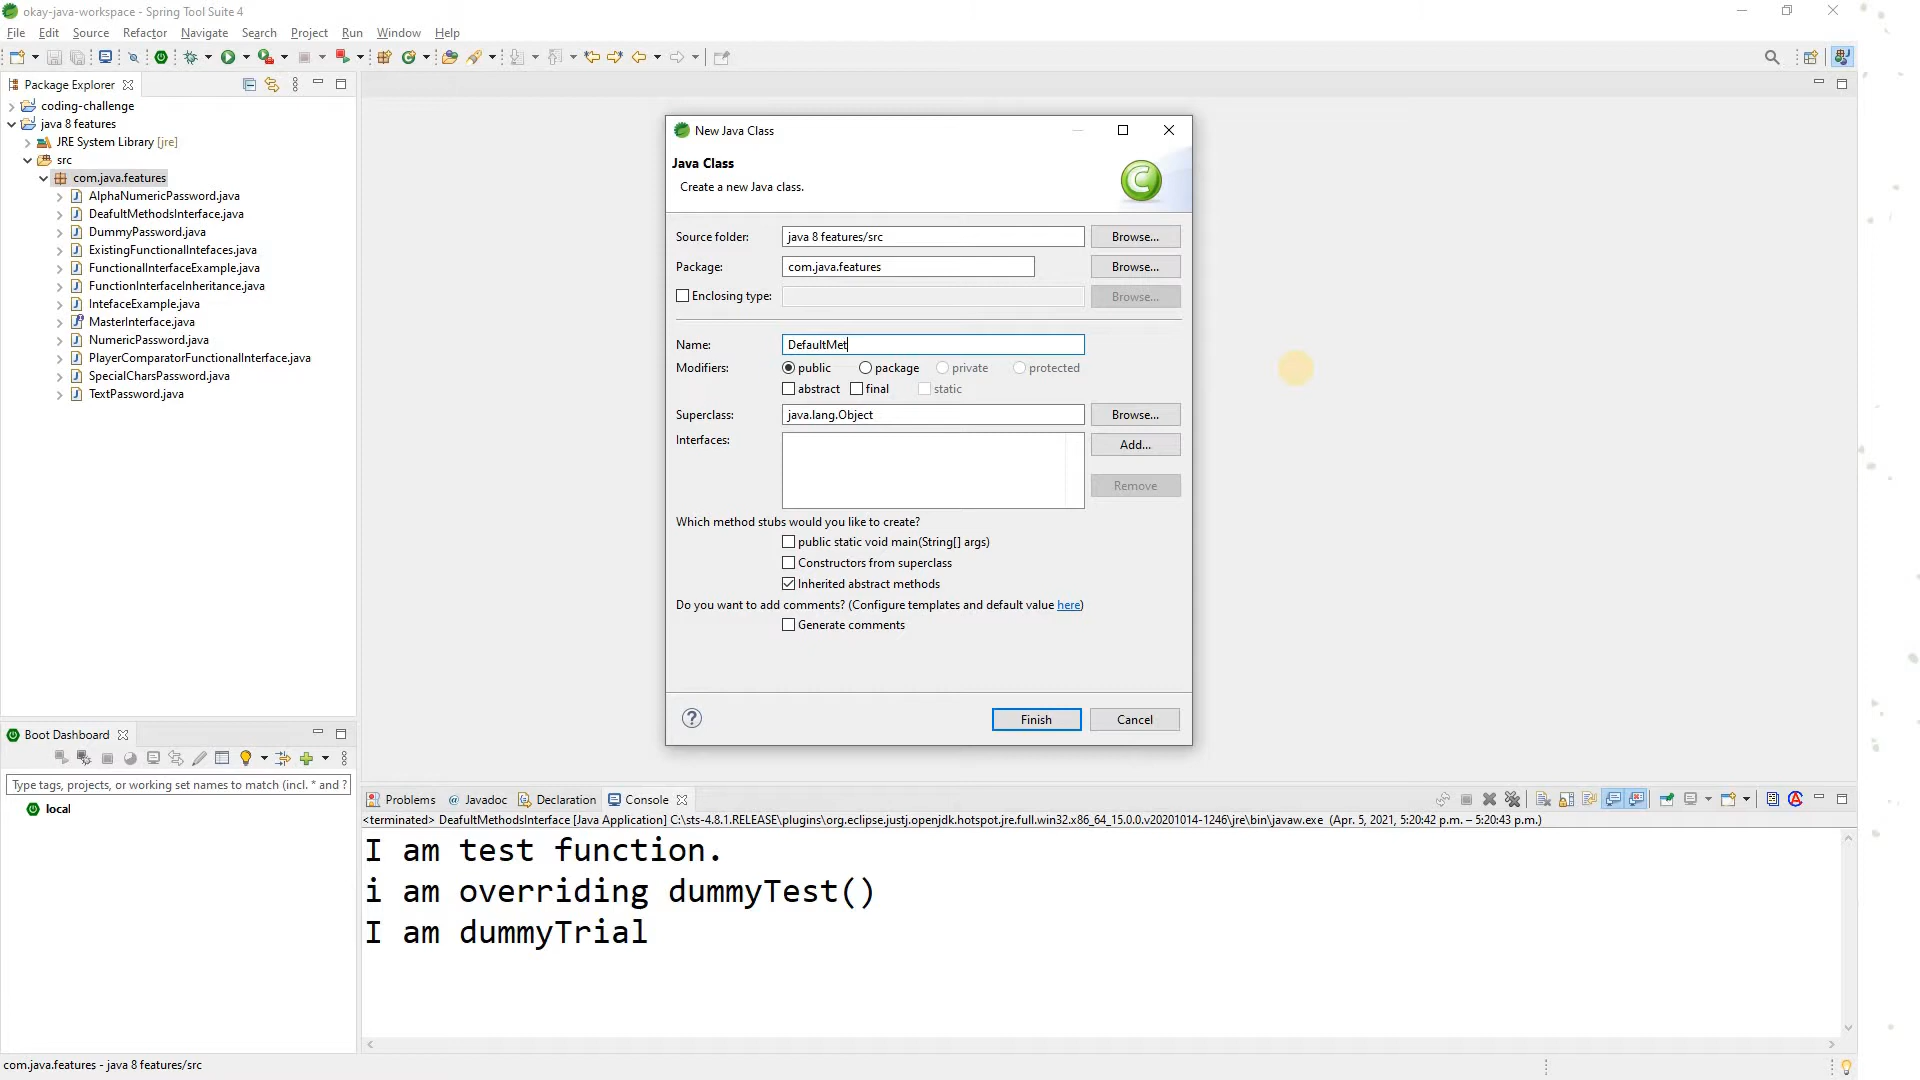 okay-java-workspace - Spring Tool Suite 4
File Edit Source Refactor Navigate Search Project Run Window Help
Package Explorer
coding-challenge
java 8 features
JRE System Library [jre]
src
com.java.features
AlphaNumericPassword.java
DeafultMethodsInterface.java
DummyPassword.java
ExistingFunctionalIntefaces.java
FunctionalInterfaceExample.java
FunctionInterfaceInheritance.java
IntefaceExample.java
MasterInterface.java
NumericPassword.java
PlayerComparatorFunctionalInterface.java
SpecialCharsPassword.java
TextPassword.java
New Java Class
Java Class
Create a new Java class.
Source folder: java 8 features/src Browse...
Package: com.java.features Browse...
Enclosing type: Browse...
Name: DefaultMet
Modifiers: public package private protected
abstract final static
Superclass: java.lang.Object Browse...
Interfaces: Add...
Remove
Which method stubs would you like to create?
public static void main(String[] args)
Constructors from superclass
Inherited abstract methods
Do you want to add comments? (Configure templates and default value here)
Generate comments
Finish Cancel
Boot Dashboard
Type tags, projects, or working set names to match (incl. * and ?
local
Problems Javadoc Declaration Console
<terminated> DeafultMethodsInterface [Java Application] C:\sts-4.8.1.RELEASE\plugins\org.eclipse.justj.openjdk.hotspot.jre.full.win32.x86_64_15.0.0.v20201014-1246\jre\bin\javaw.exe (Apr. 5, 2021, 5:20:42 p.m. – 5:20:43 p.m.)
I am test function.
i am overriding dummyTest()
I am dummyTrial
com.java.features - java 8 features/src